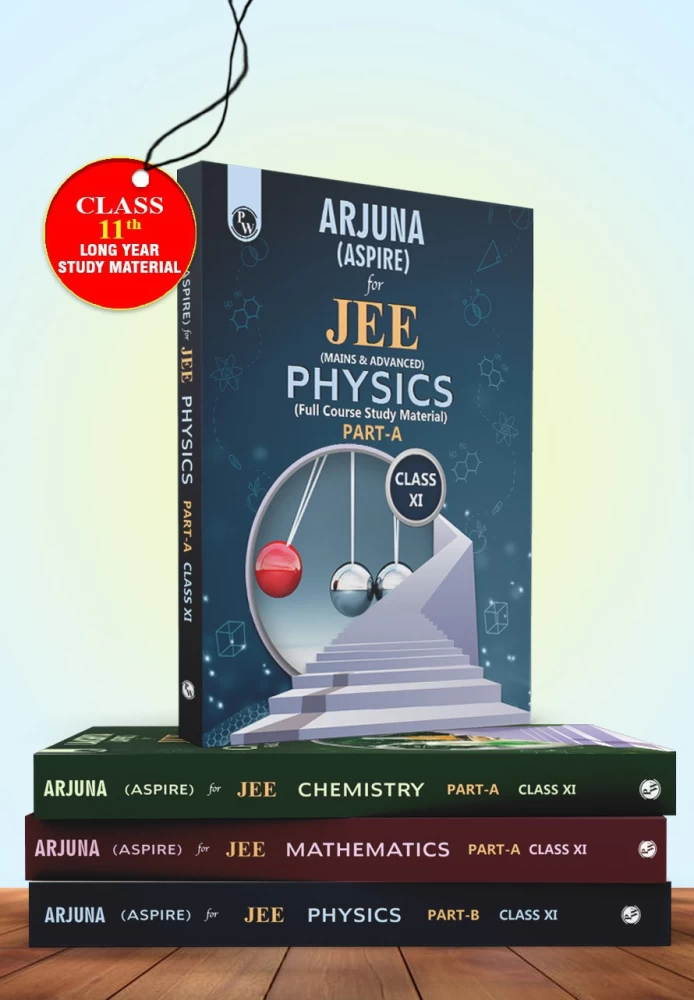 CLASS
11th
LONG YEAR
STUDY MATERIAL
PW
ARJUNA
(ASPIRE)
for
JEE
(MAINS & ADVANCED)
PHYSICS
(Full Course Study Material)
PART-A
CLASS
XI
ASPIRE) for JEE PHYSICS PART-A CLASS XI
ARJUNA (ASPIRE) for JEE CHEMISTRY PART-A CLASS XI
ARJUNA (ASPIRE) for JEE MATHEMATICS PART-A CLASS XI
ARJUNA (ASPIRE) for JEE PHYSICS PART-B CLASS XI